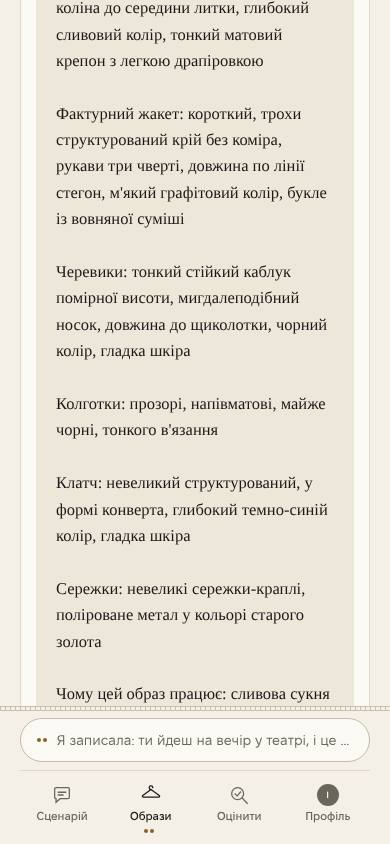 коліна до середини литки, глибокий
сливовий колір, тонкий матовий
крепон з легкою драпіровкою
Фактурний жакет: короткий, трохи
структурований крій без коміра,
рукави три чверті, довжина по лінії
стегон, м'який графітовий колір, букле
із вовняної суміші
Черевики: тонкий стійкий каблук
помірної висоти, мигдалеподібний
носок, довжина до щиколотки, чорний
колір, гладка шкіра
Колготки: прозорі, напівматові, майже
чорні, тонкого в'язання
Клатч: невеликий структурований, у
формі конверта, глибокий темно-синій
колір, гладка шкіра
Сережки: невеликі сережки-краплі,
поліроване метал у кольорі старого
золота
Чому цей образ працює: сливова сукня
Я записала: ти йдеш на вечір у театрі, і це ...
Сценарій
Образи
Оцінити
І
Профіль